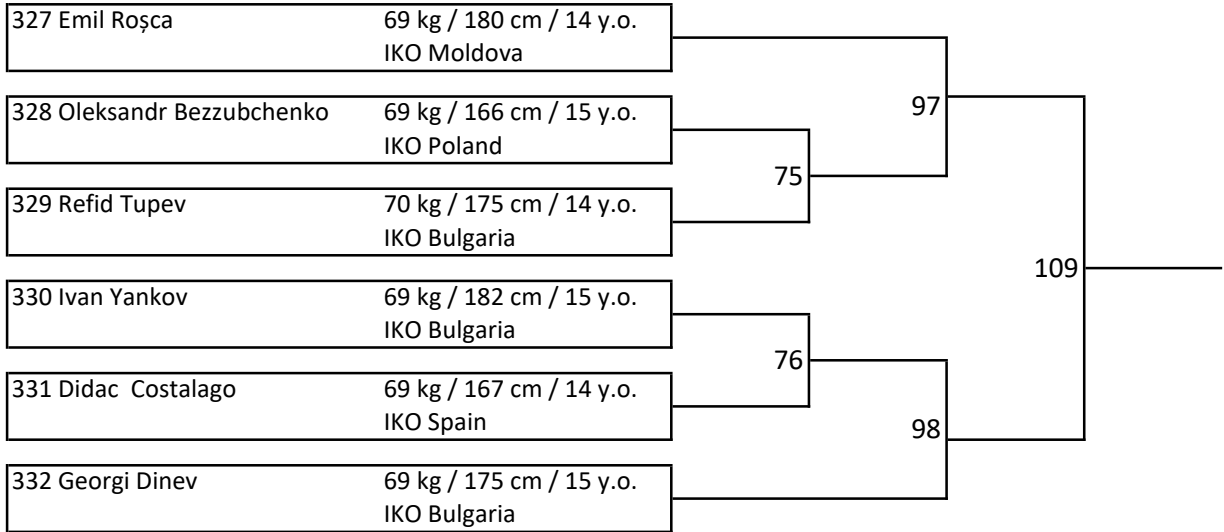 327 Emil Roșca 69 kg / 180 cm / 14 y.o.
IKO Moldova
328 Oleksandr Bezzubchenko 69 kg / 166 cm / 15 y.o.
IKO Poland
97
75
329 Refid Tupev 70 kg / 175 cm / 14 y.o.
IKO Bulgaria
109
330 Ivan Yankov 69 kg / 182 cm / 15 y.o.
IKO Bulgaria
76
331 Didac  Costalago 69 kg / 167 cm / 14 y.o.
IKO Spain
98
332 Georgi Dinev 69 kg / 175 cm / 15 y.o.
IKO Bulgaria